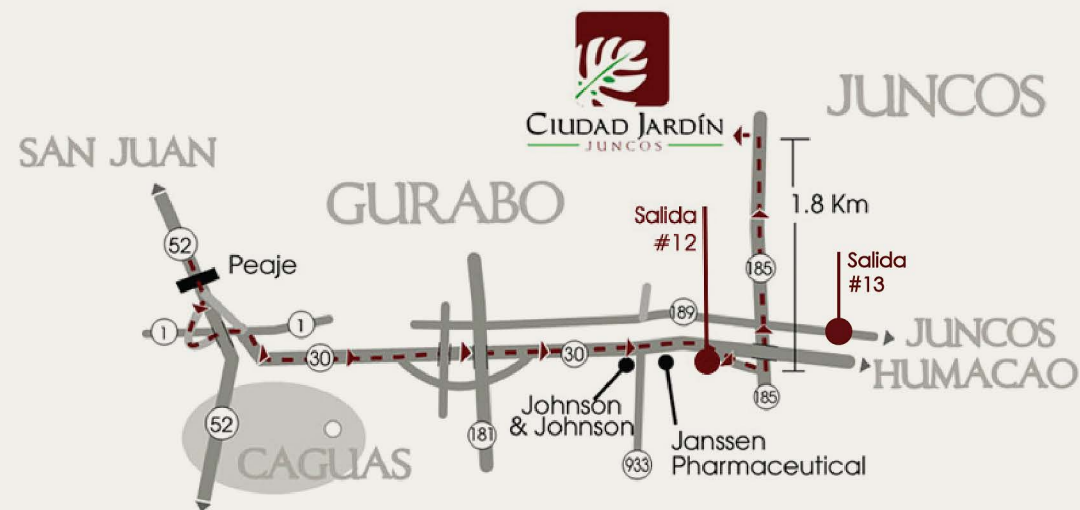 CIUDAD JARDÍN
JUNCOS
JUNCOS
SAN JUAN
GURABO
Salida
#12
1.8 Km
52
Peaje
185
Salida
#13
1
1
189
JUNCOS
HUMACAO
30
30
185
Johnson
& Johnson
52
181
Janssen
Pharmaceutical
933
CAGUAS